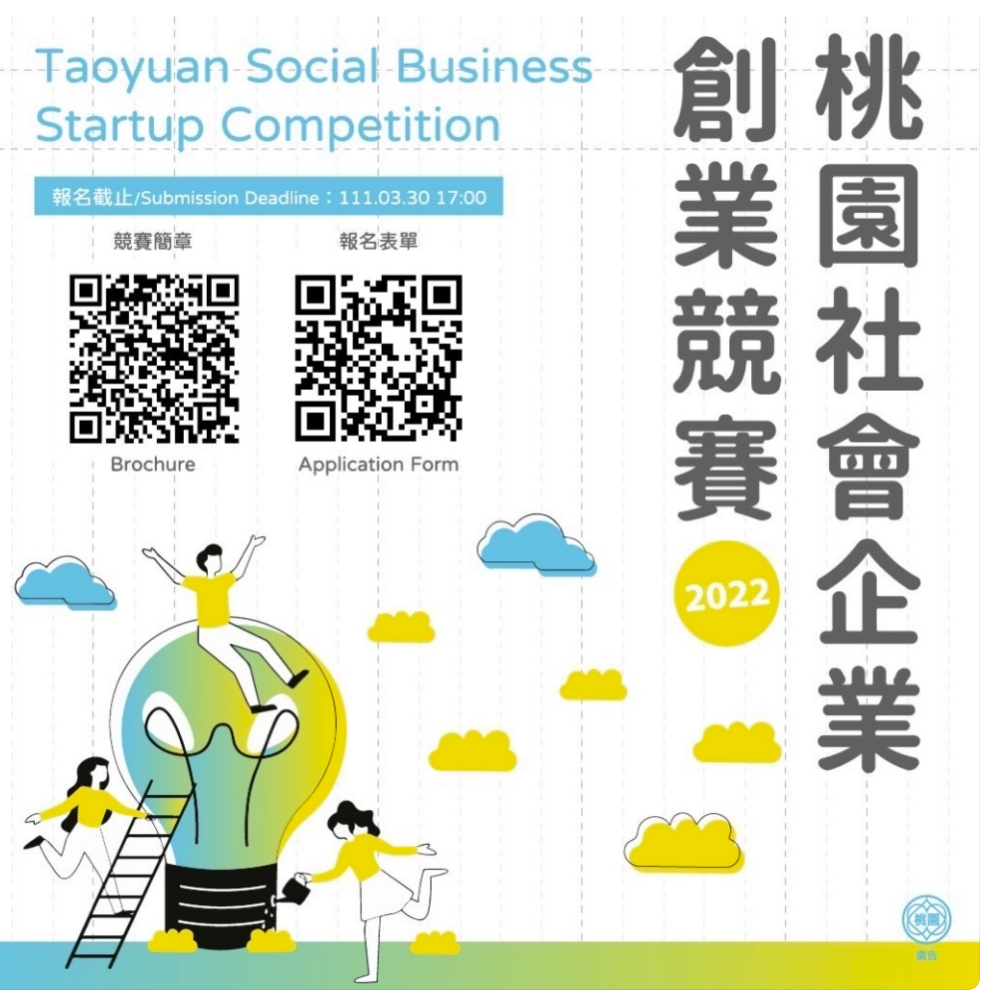 Taoyuan Social Business
Startup Competition
報名截止/Submission Deadline：111.03.30 17:00
競賽簡章
報名表單
Brochure
Application Form
桃園社會企業
創業競賽
2022
桃園
廣告